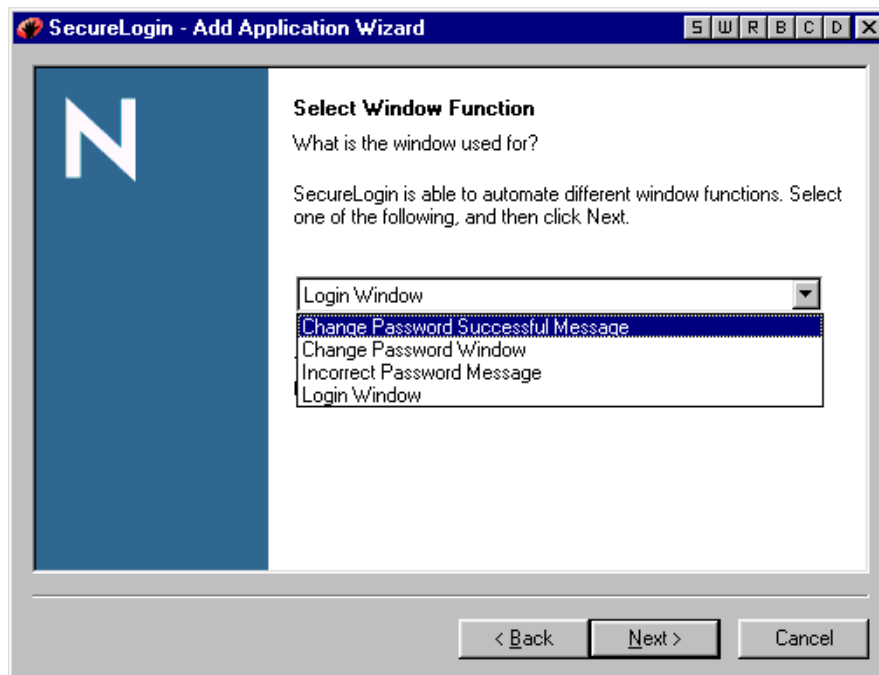 SecureLogin - Add Application Wizard
S W R B C D
N
Select Window Function
What is the window used for?
SecureLogin is able to automate different window functions. Select
one of the following, and then click Next.
Login Window
Change Password Successful Message
Change Password Window
Incorrect Password Message
Login Window
< Back
Next >
Cancel